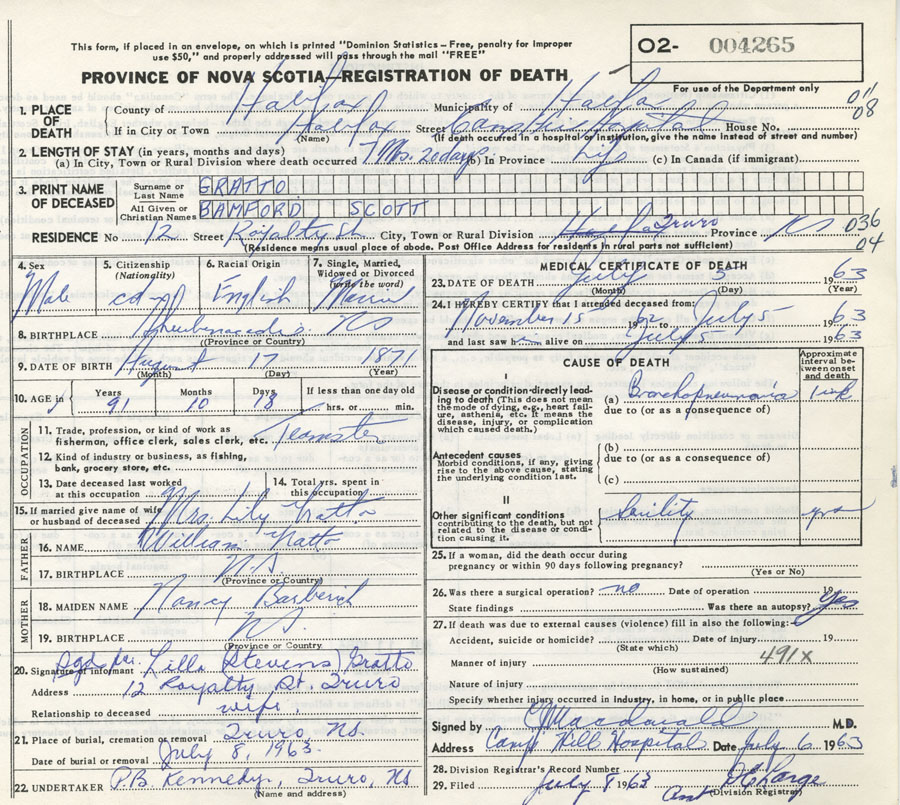 This form, if placed in an envelope, on which is printed "Dominion Statistics – Free, penalty for improper
use $50," and properly addressed will pass through the mail "FREE"
02- 004265
PROVINCE OF NOVA SCOTIA—REGISTRATION OF DEATH
For use of the Department only
1. PLACE OF DEATH
County of Halifax Municipality of Halifax
011
08
If in City or Town Halifax Street Hospital House No.
(Name) (If death occurred in a hospital or institution, give the name instead of street and number)
2. LENGTH OF STAY (in years, months and days)
(a) In City, Town or Rural Division where death occurred 7 Mos. 20 days (b) In Province Life (c) In Canada (if immigrant)
3. PRINT NAME OF DECEASED
Surname or Last Name GRATTO
All Given or Christian Names BAMFORD SCOTT
RESIDENCE No 12 Street Royalty St City, Town or Rural Division Truro Province NS
036
04
(Residence means usual place of abode. Post Office Address for residents in rural parts not sufficient)
4. Sex Male
5. Citizenship (Nationality)
6. Racial Origin English
7. Single, Married, Widowed or Divorced (write the word) Married
8. BIRTHPLACE NS
(Province or Country)
9. DATE OF BIRTH August 17 1871
(Month) (Day) (Year)
10. AGE in Years 91 Months 10 Days 18 If less than one day old hrs. or min.
OCCUPATION
11. Trade, profession, or kind of work as fisherman, office clerk, sales clerk, etc. Teamster
12. Kind of industry or business, as fishing, bank, grocery store, etc.
13. Date deceased last worked at this occupation
14. Total yrs. spent in this occupation
15. If married give name of wife or husband of deceased Mrs. Lily Gratto
FATHER
16. NAME William Gratto
17. BIRTHPLACE N.S.
(Province or Country)
MOTHER
18. MAIDEN NAME Nancy
19. BIRTHPLACE N.S.
(Province or Country
20. Signature of informant Sgd. Lilla Stevens Gratto
Address 12 Royalty Rd. Truro
Relationship to deceased wife
21. Place of burial, cremation or removal Truro, NS.
Date of burial or removal July 8, 1963.
22. UNDERTAKER P.B. Kennedy, Truro, NS
(Name and address)
MEDICAL CERTIFICATE OF DEATH
23. DATE OF DEATH July 5 1963
(Month) (Day) (Year)
24. I HEREBY CERTIFY that I attended deceased from:
November 15 1962 July 5 1963
and last saw him alive on July 5 1963
CAUSE OF DEATH
Approximate interval between onset and death
I
Disease or condition directly leading to death (This does not mean the mode of dying, e.g., heart failure, asthenia, etc. It means the disease, injury, or complication which caused death.)
(a) Bronchopneumonia 1 wk
due to (or as a consequence of)
Antecedent causes
Morbid conditions, if any, giving rise to the above cause, stating the underlying condition last.
(b)
due to (or as a consequence of)
(c)
II
Other significant conditions contributing to the death, but not related to the disease or condition causing it.
Senility yrs
25. If a woman, did the death occur during pregnancy or within 90 days following pregnancy?
(Yes or No)
26. Was there a surgical operation? no Date of operation 19
State findings Was there an autopsy? Yes
27. If death was due to external causes (violence) fill in also the following:
Accident, suicide or homicide? Date of injury 19
(State which)
491X
Manner of injury
(How sustained)
Nature of injury
Specify whether injury occurred in Industry, in home, or in public place
Signed by Macdonald M.D.
Address Camp Hill Hospital Date July 6 1963
28. Division Registrar's Record Number
29. Filed July 8 1963
(Division Registrar)